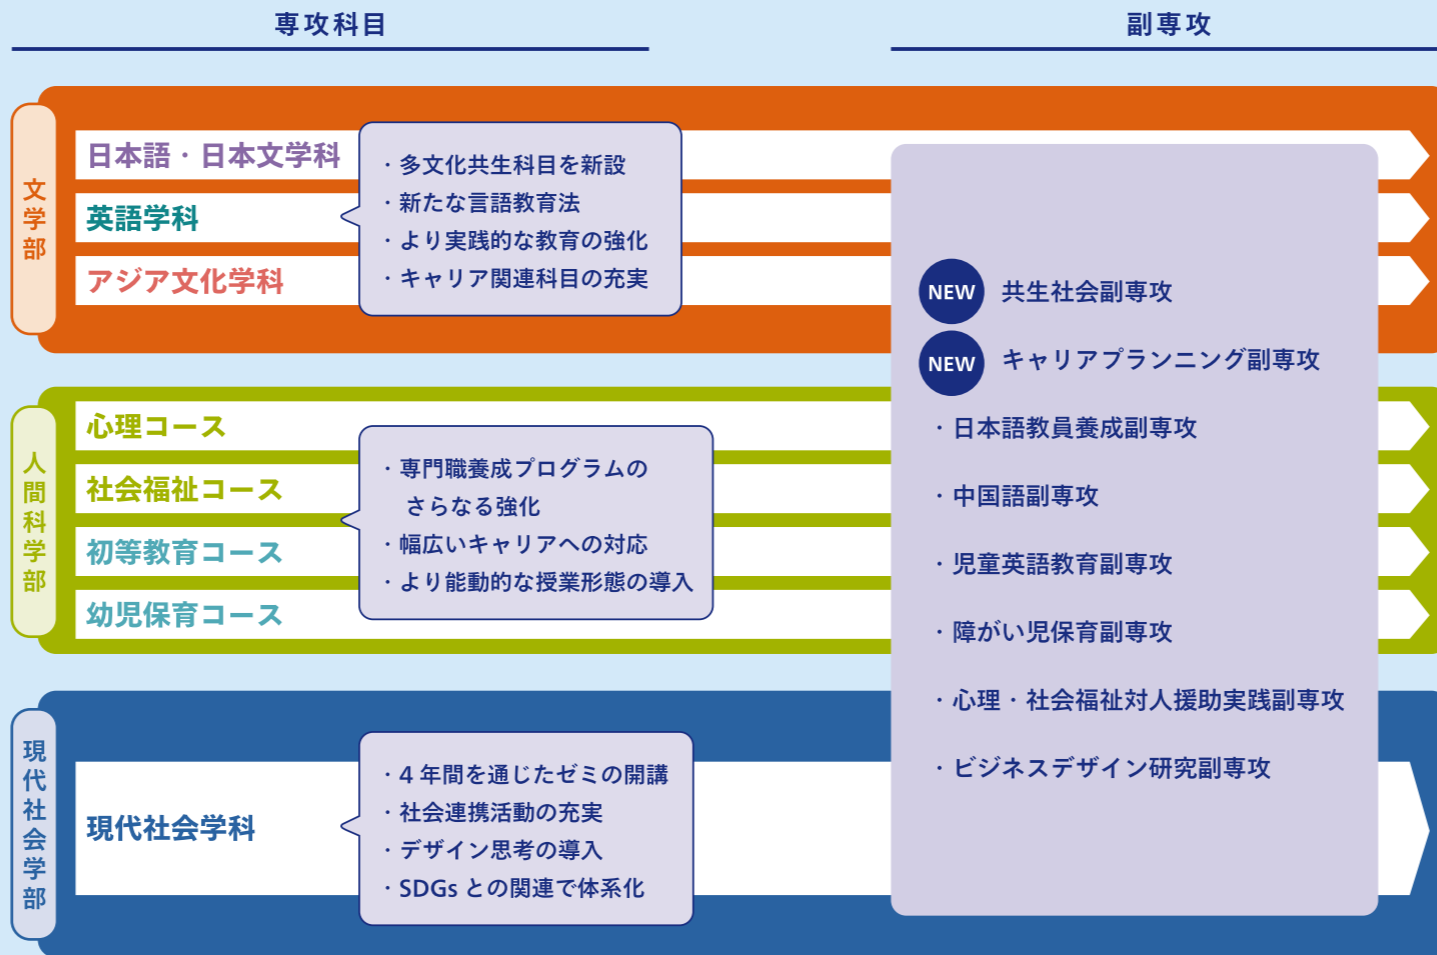 専攻科目
副専攻
文学部
日本語・日本文学科
英語学科
アジア文化学科
・多文化共生科目を新設
・新たな言語教育法
・より実践的な教育の強化
・キャリア関連科目の充実
人間科学部
心理コース
社会福祉コース
初等教育コース
幼児保育コース
・専門職養成プログラムの
さらなる強化
・幅広いキャリアへの対応
・より能動的な授業形態の導入
現代社会学部
現代社会学科
・4年間を通じたゼミの開講
・社会連携活動の充実
・デザイン思考の導入
・SDGsとの関連で体系化
NEW 共生社会副専攻
NEW キャリアプランニング副専攻
・日本語教員養成副専攻
・中国語副専攻
・児童英語教育副専攻
・障がい児保育副専攻
・心理・社会福祉対人援助実践副専攻
・ビジネスデザイン研究副専攻